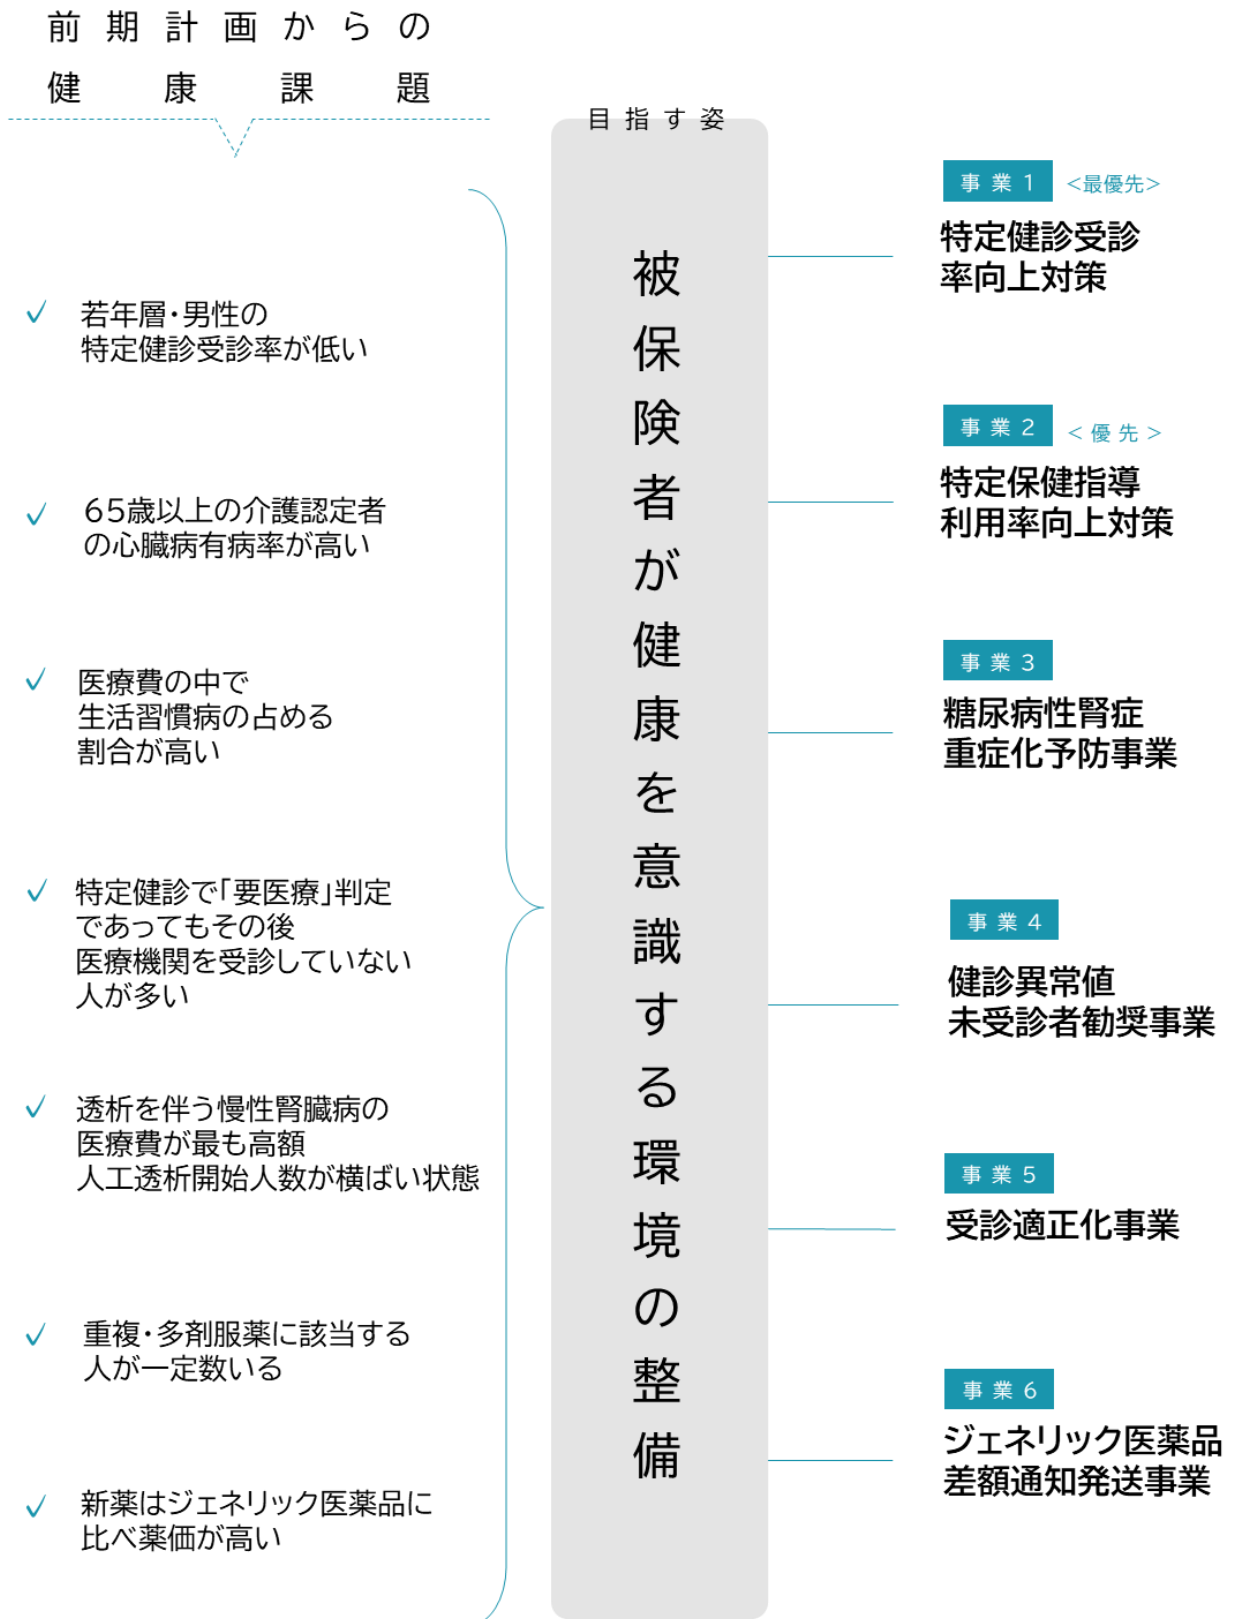 前期計画からの
健康課題
若年層・男性の
特定健診受診率が低い
65歳以上の介護認定者
の心臓病有病率が高い
医療費の中で
生活習慣病の占める
割合が高い
特定健診で「要医療」判定
であってもその後
医療機関を受診していない
人が多い
透析を伴う慢性腎臓病の
医療費が最も高額
人工透析開始人数が横ばい状態
重複・多剤服薬に該当する
人が一定数いる
新薬はジェネリック医薬品に
比べ薬価が高い
目指す姿
被保険者が健康を意識する環境の整備
事業1 <最優先>
特定健診受診
率向上対策
事業2 <優先>
特定保健指導
利用率向上対策
事業3
糖尿病性腎症
重症化予防事業
事業4
健診異常値
未受診者勧奨事業
事業5
受診適正化事業
事業6
ジェネリック医薬品
差額通知発送事業